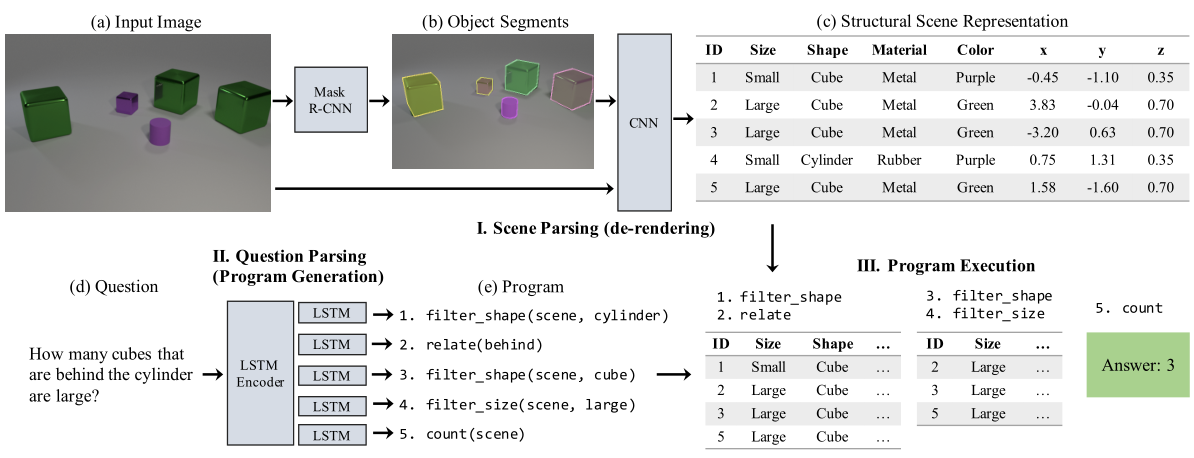 (a) Input Image
(b) Object Segments
(c) Structural Scene Representation
Mask
R-CNN
CNN
ID Size Shape Material Color x y z
1 Small Cube Metal Purple -0.45 -1.10 0.35
2 Large Cube Metal Green 3.83 -0.04 0.70
3 Large Cube Metal Green -3.20 0.63 0.70
4 Small Cylinder Rubber Purple 0.75 1.31 0.35
5 Large Cube Metal Green 1.58 -1.60 0.70
I. Scene Parsing (de-rendering)
II. Question Parsing
(Program Generation)
III. Program Execution
(d) Question
How many cubes that
are behind the cylinder
are large?
LSTM
Encoder
LSTM
LSTM
LSTM
LSTM
LSTM
(e) Program
1. filter_shape(scene, cylinder)
2. relate(behind)
3. filter_shape(scene, cube)
4. filter_size(scene, large)
5. count(scene)
1. filter_shape
2. relate
ID Size Shape …
1 Small Cube …
2 Large Cube …
3 Large Cube …
5 Large Cube …
3. filter_shape
4. filter_size
ID Size …
2 Large …
3 Large …
5 Large …
5. count
Answer: 3